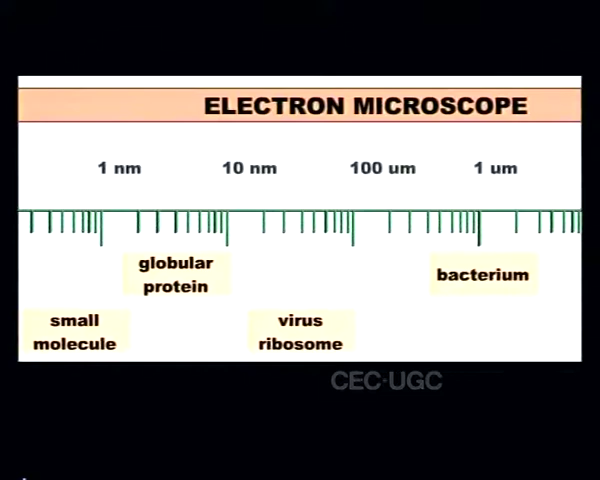 ELECTRON MICROSCOPE
1 nm 10 nm 100 um 1 um
globular
protein
bacterium
small
molecule
virus
ribosome
CEC-UGC